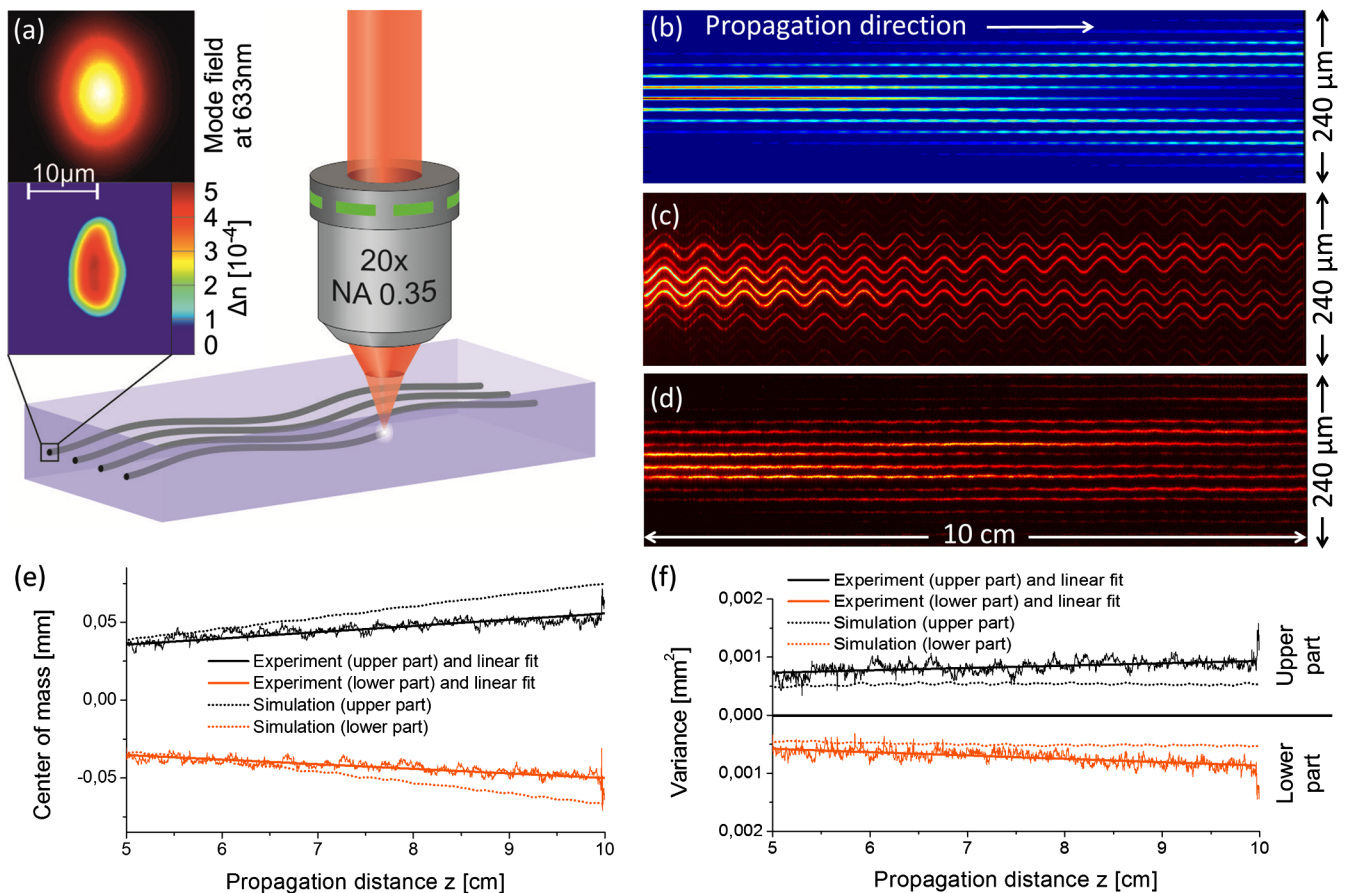 (a)
Mode field
at 633nm
10μm
5
4
3
2
1
0
Δn [10⁻⁴]
20x
NA 0.35
(b)
Propagation direction
240 μm
(c)
240 μm
(d)
240 μm
10 cm
(e)
0,05
0,00
-0,05
Center of mass [mm]
Experiment (upper part) and linear fit
Experiment (lower part) and linear fit
Simulation (upper part)
Simulation (lower part)
5 6 7 8 9 10
Propagation distance z [cm]
(f)
0,002
0,001
0,000
0,001
0,002
Variance [mm²]
Experiment (upper part) and linear fit
Experiment (lower part) and linear fit
Simulation (upper part)
Simulation (lower part)
Upper
part
Lower
part
5 6 7 8 9 10
Propagation distance z [cm]